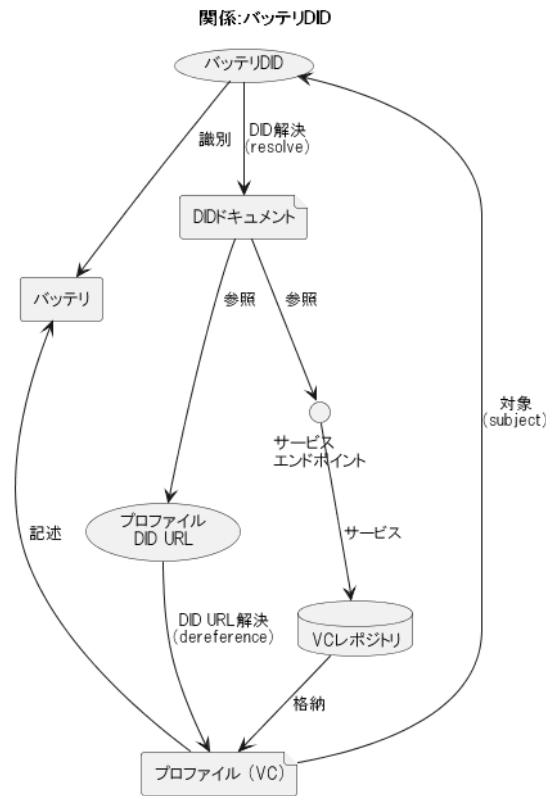 関係:バッテリDID
バッテリDID
識別
DID解決
(resolve)
DIDドキュメント
バッテリ
参照
参照
対象
(subject)
サービス
エンドポイント
プロファイル
DID URL
記述
サービス
DID URL解決
(dereference)
VCレポジトリ
格納
プロファイル (VC)